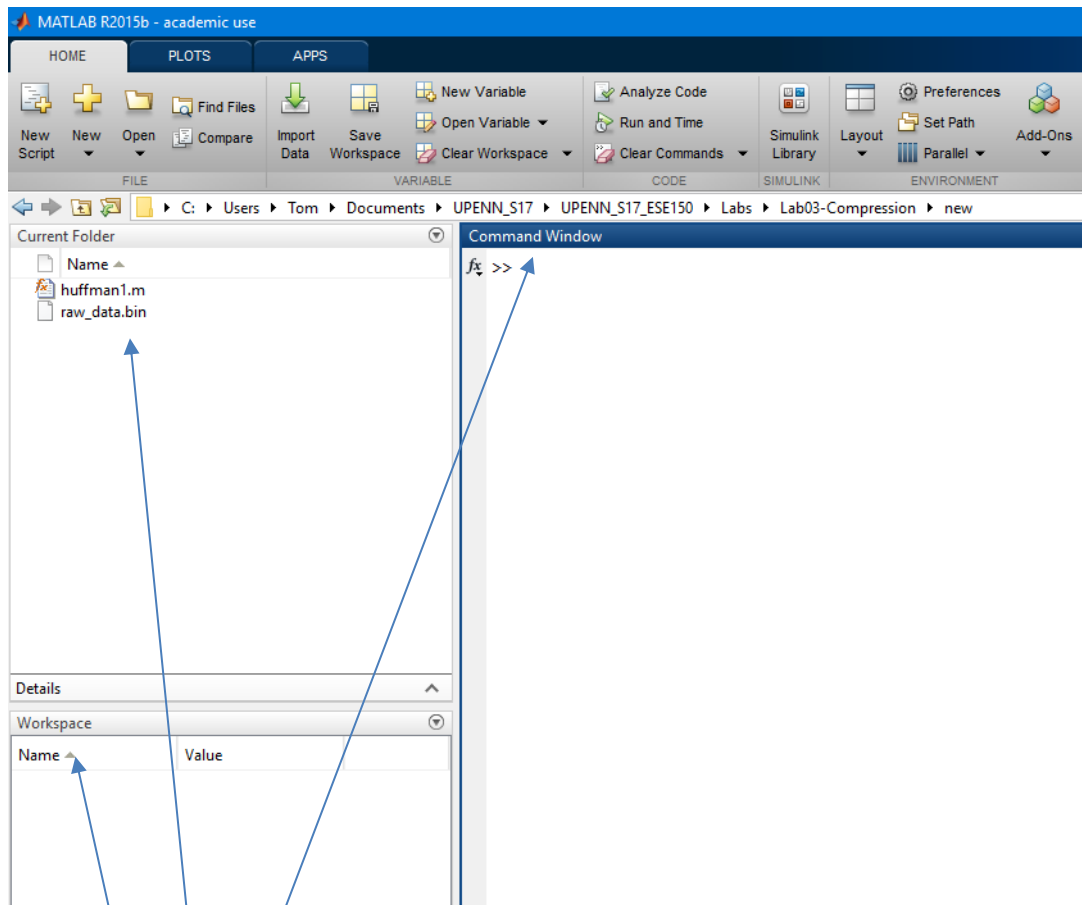 MATLAB R2015b - academic use
HOME PLOTS APPS
New Script
New
Open
Find Files
Compare
Import Data
Save Workspace
New Variable
Open Variable
Clear Workspace
Analyze Code
Run and Time
Clear Commands
Simulink Library
Layout
Preferences
Set Path
Parallel
Add-Ons
FILE VARIABLE CODE SIMULINK ENVIRONMENT
C: Users Tom Documents UPENN_S17 UPENN_S17_ESE150 Labs Lab03-Compression new
Current Folder
Name
huffman1.m
raw_data.bin
Command Window
fx >>
Details
Workspace
Name Value